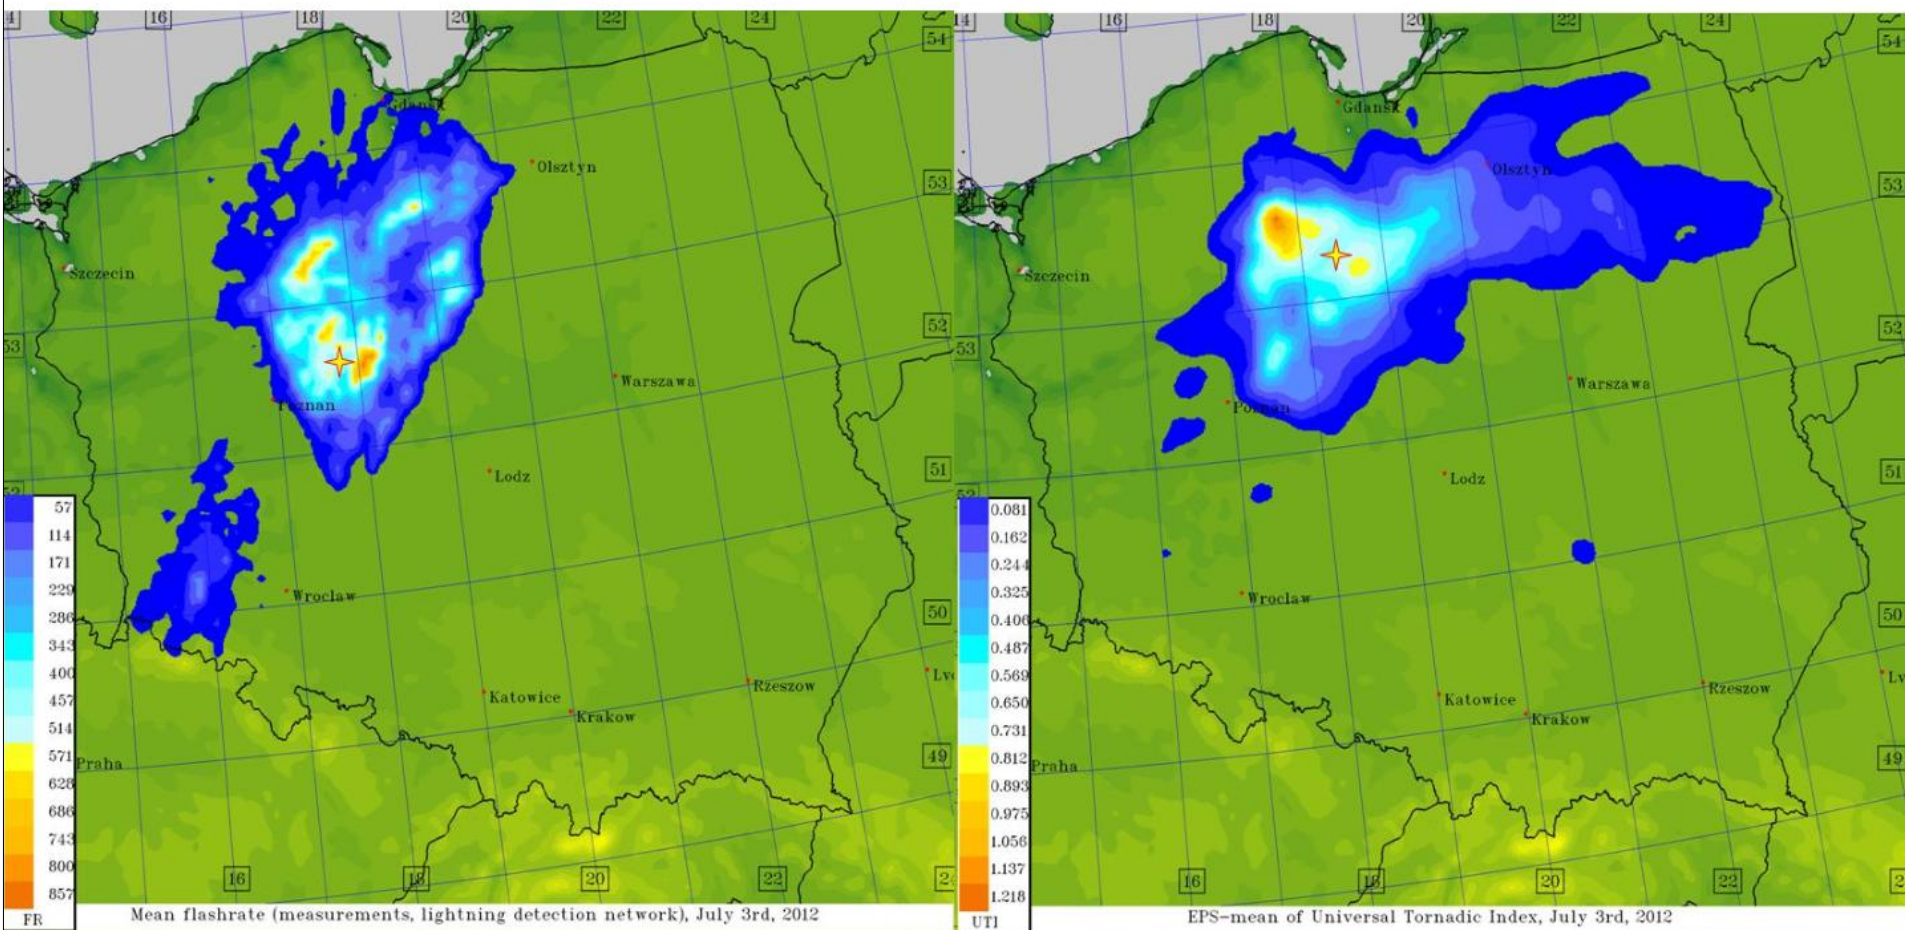 4 16 18 20 22 24
54
Gdansk
Olsztyn
53
Szczecin
53
52
Warszawa
Poznan
Lodz
51
52
Wroclaw
50
Katowice
Krakow
Rzeszow
Praha
49
57
114
171
229
286
343
400
457
514
571
628
686
743
800
857
FR
16 18 20 22
Mean flashrate (measurements, lightning detection network), July 3rd, 2012
14 16 18 20 22 24
54
Gdansk
Olsztyn
53
Szczecin
53
52
Warszawa
Poznan
Lodz
51
52
Wroclaw
50
Katowice
Krakow
Rzeszow
Lv
Praha
49
0.081
0.162
0.244
0.325
0.406
0.487
0.569
0.650
0.731
0.812
0.893
0.975
1.056
1.137
1.218
UTI
16 18 20 22
EPS-mean of Universal Tornadic Index, July 3rd, 2012